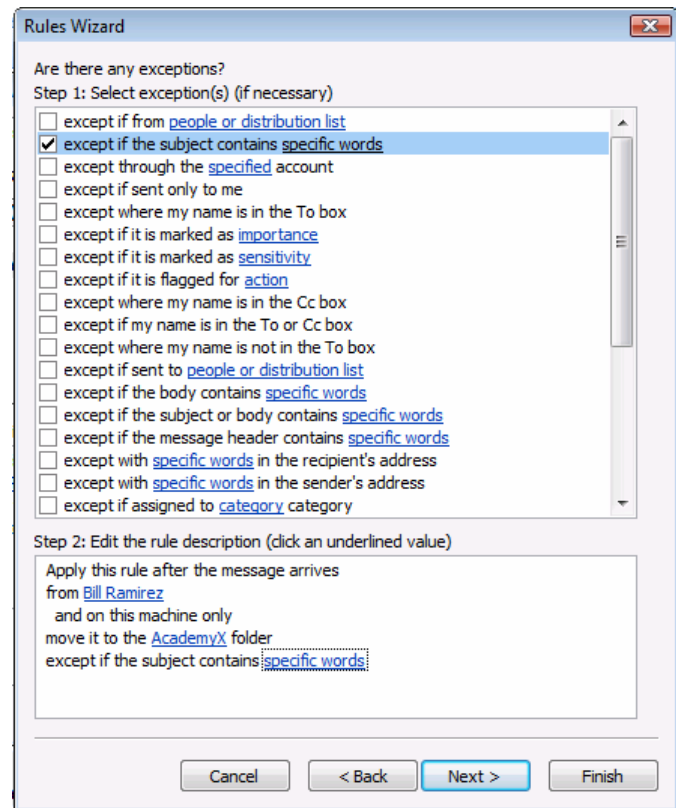 Rules Wizard
Are there any exceptions?
Step 1: Select exception(s) (if necessary)
except if from people or distribution list
except if the subject contains specific words
except through the specified account
except if sent only to me
except where my name is in the To box
except if it is marked as importance
except if it is marked as sensitivity
except if it is flagged for action
except where my name is in the Cc box
except if my name is in the To or Cc box
except where my name is not in the To box
except if sent to people or distribution list
except if the body contains specific words
except if the subject or body contains specific words
except if the message header contains specific words
except with specific words in the recipient's address
except with specific words in the sender's address
except if assigned to category category
Step 2: Edit the rule description (click an underlined value)
Apply this rule after the message arrives
from Bill Ramirez
and on this machine only
move it to the AcademyX folder
except if the subject contains specific words
Cancel < Back Next > Finish